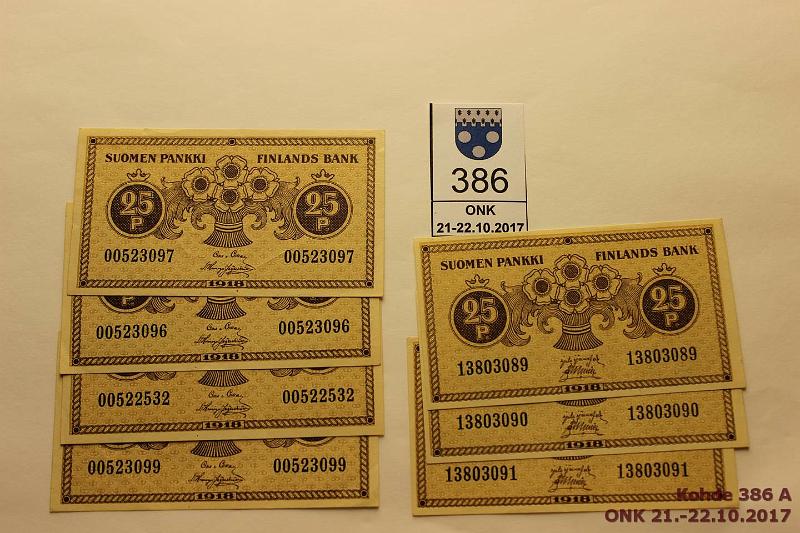 SUOMEN PANKKI FINLANDS BANK
25 P 25 P
00523097 00523097
1918
00523096 00523096
1918
00522532 00522532
1918
00523099 00523099
1918
386
ONK
21-22.10.2017
SUOMEN PANKKI FINLANDS BANK
25 P 25 P
13803089 13803089
1918
13803090 13803090
1918
13803091 13803091
1918
Kohde 386 A
ONK 21.-22.10.2017